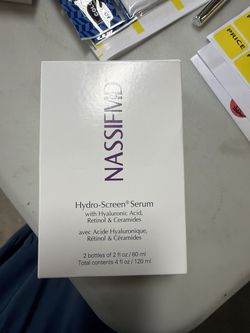 NASSIFMD
Hydro-Screen® Serum
with Hyaluronic Acid,
Retinol & Ceramides
avec Acide Hyaluronique,
Rétinol & Céramides
2 bottles of 2 fl oz / 60 ml
Total contents 4 fl oz / 120 ml